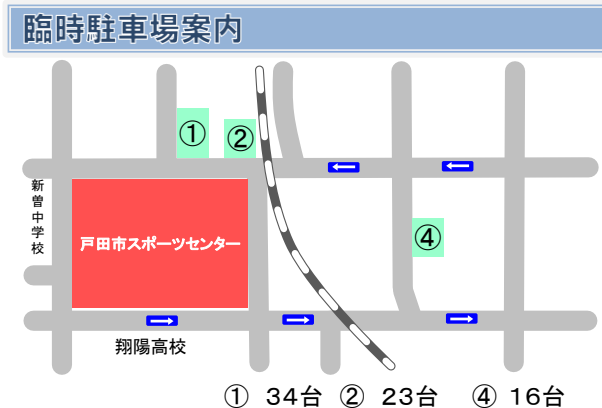 臨時駐車場案内
①
②
新曽中学校
戸田市スポーツセンター
④
翔陽高校
① 34台 ② 23台 ④ 16台